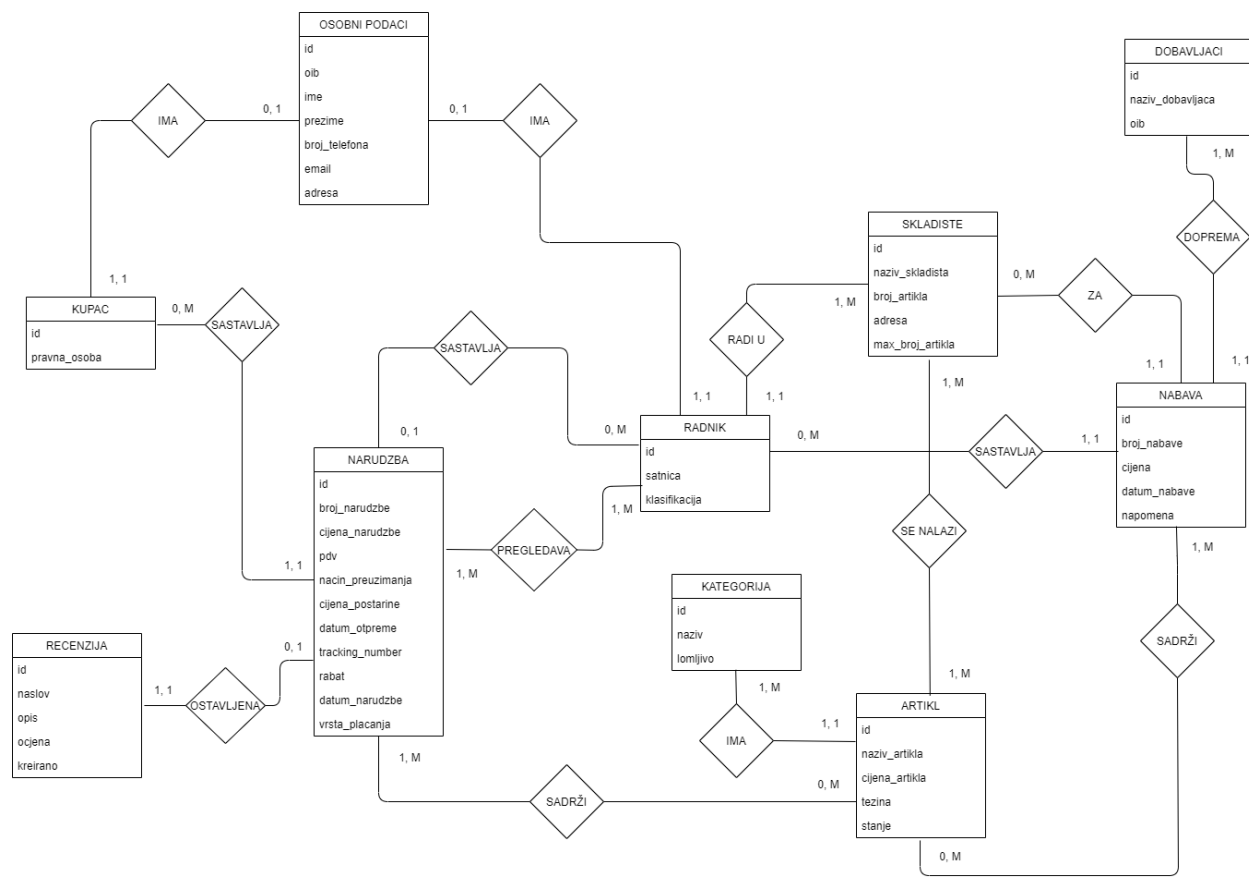 OSOBNI PODACI
id
oib
ime
prezime
broj_telefona
email
adresa
IMA
0, 1
0, 1
IMA
DOBAVLJACI
id
naziv_dobavljaca
oib
1, M
DOPREMA
1, 1
SKLADISTE
id
naziv_skladista
broj_artikla
adresa
max_broj_artikla
0, M
ZA
1, 1
1, M
RADI U
1, 1
1, M
1, 1
KUPAC
id
pravna_osoba
0, M
SASTAVLJA
1, 1
SASTAVLJA
0, 1
0, M
1, 1
RADNIK
id
satnica
klasifikacija
0, M
SASTAVLJA
1, 1
NABAVA
id
broj_nabave
cijena
datum_nabave
napomena
1, M
NARUDZBA
id
broj_narudzbe
cijena_narudzbe
pdv
nacin_preuzimanja
cijena_postarine
datum_otpreme
tracking_number
rabat
datum_narudzbe
vrsta_placanja
1, M
PREGLEDAVA
1, M
SE NALAZI
1, M
KATEGORIJA
id
naziv
lomljivo
1, M
IMA
1, 1
SADRŽI
RECENZIJA
id
naslov
opis
ocjena
kreirano
1, 1
OSTAVLJENA
0, 1
ARTIKL
id
naziv_artikla
cijena_artikla
tezina
stanje
1, M
SADRŽI
0, M
0, M